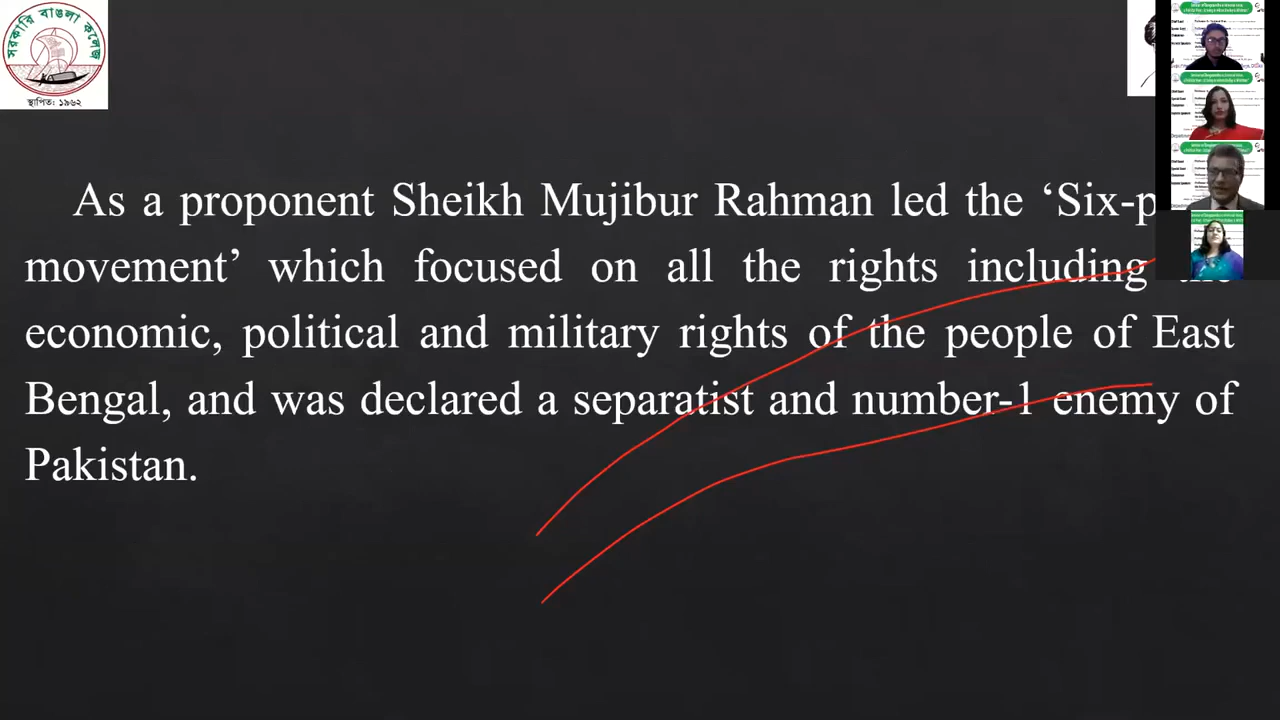 সরকারি বাঙলা কলেজ
স্থাপিত: ১৯৬২
As a proponent Sheikh Mujibur Rahman led the ‘Six-p
movement’ which focused on all the rights including the
economic, political and military rights of the people of East
Bengal, and was declared a separatist and number-1 enemy of
Pakistan.